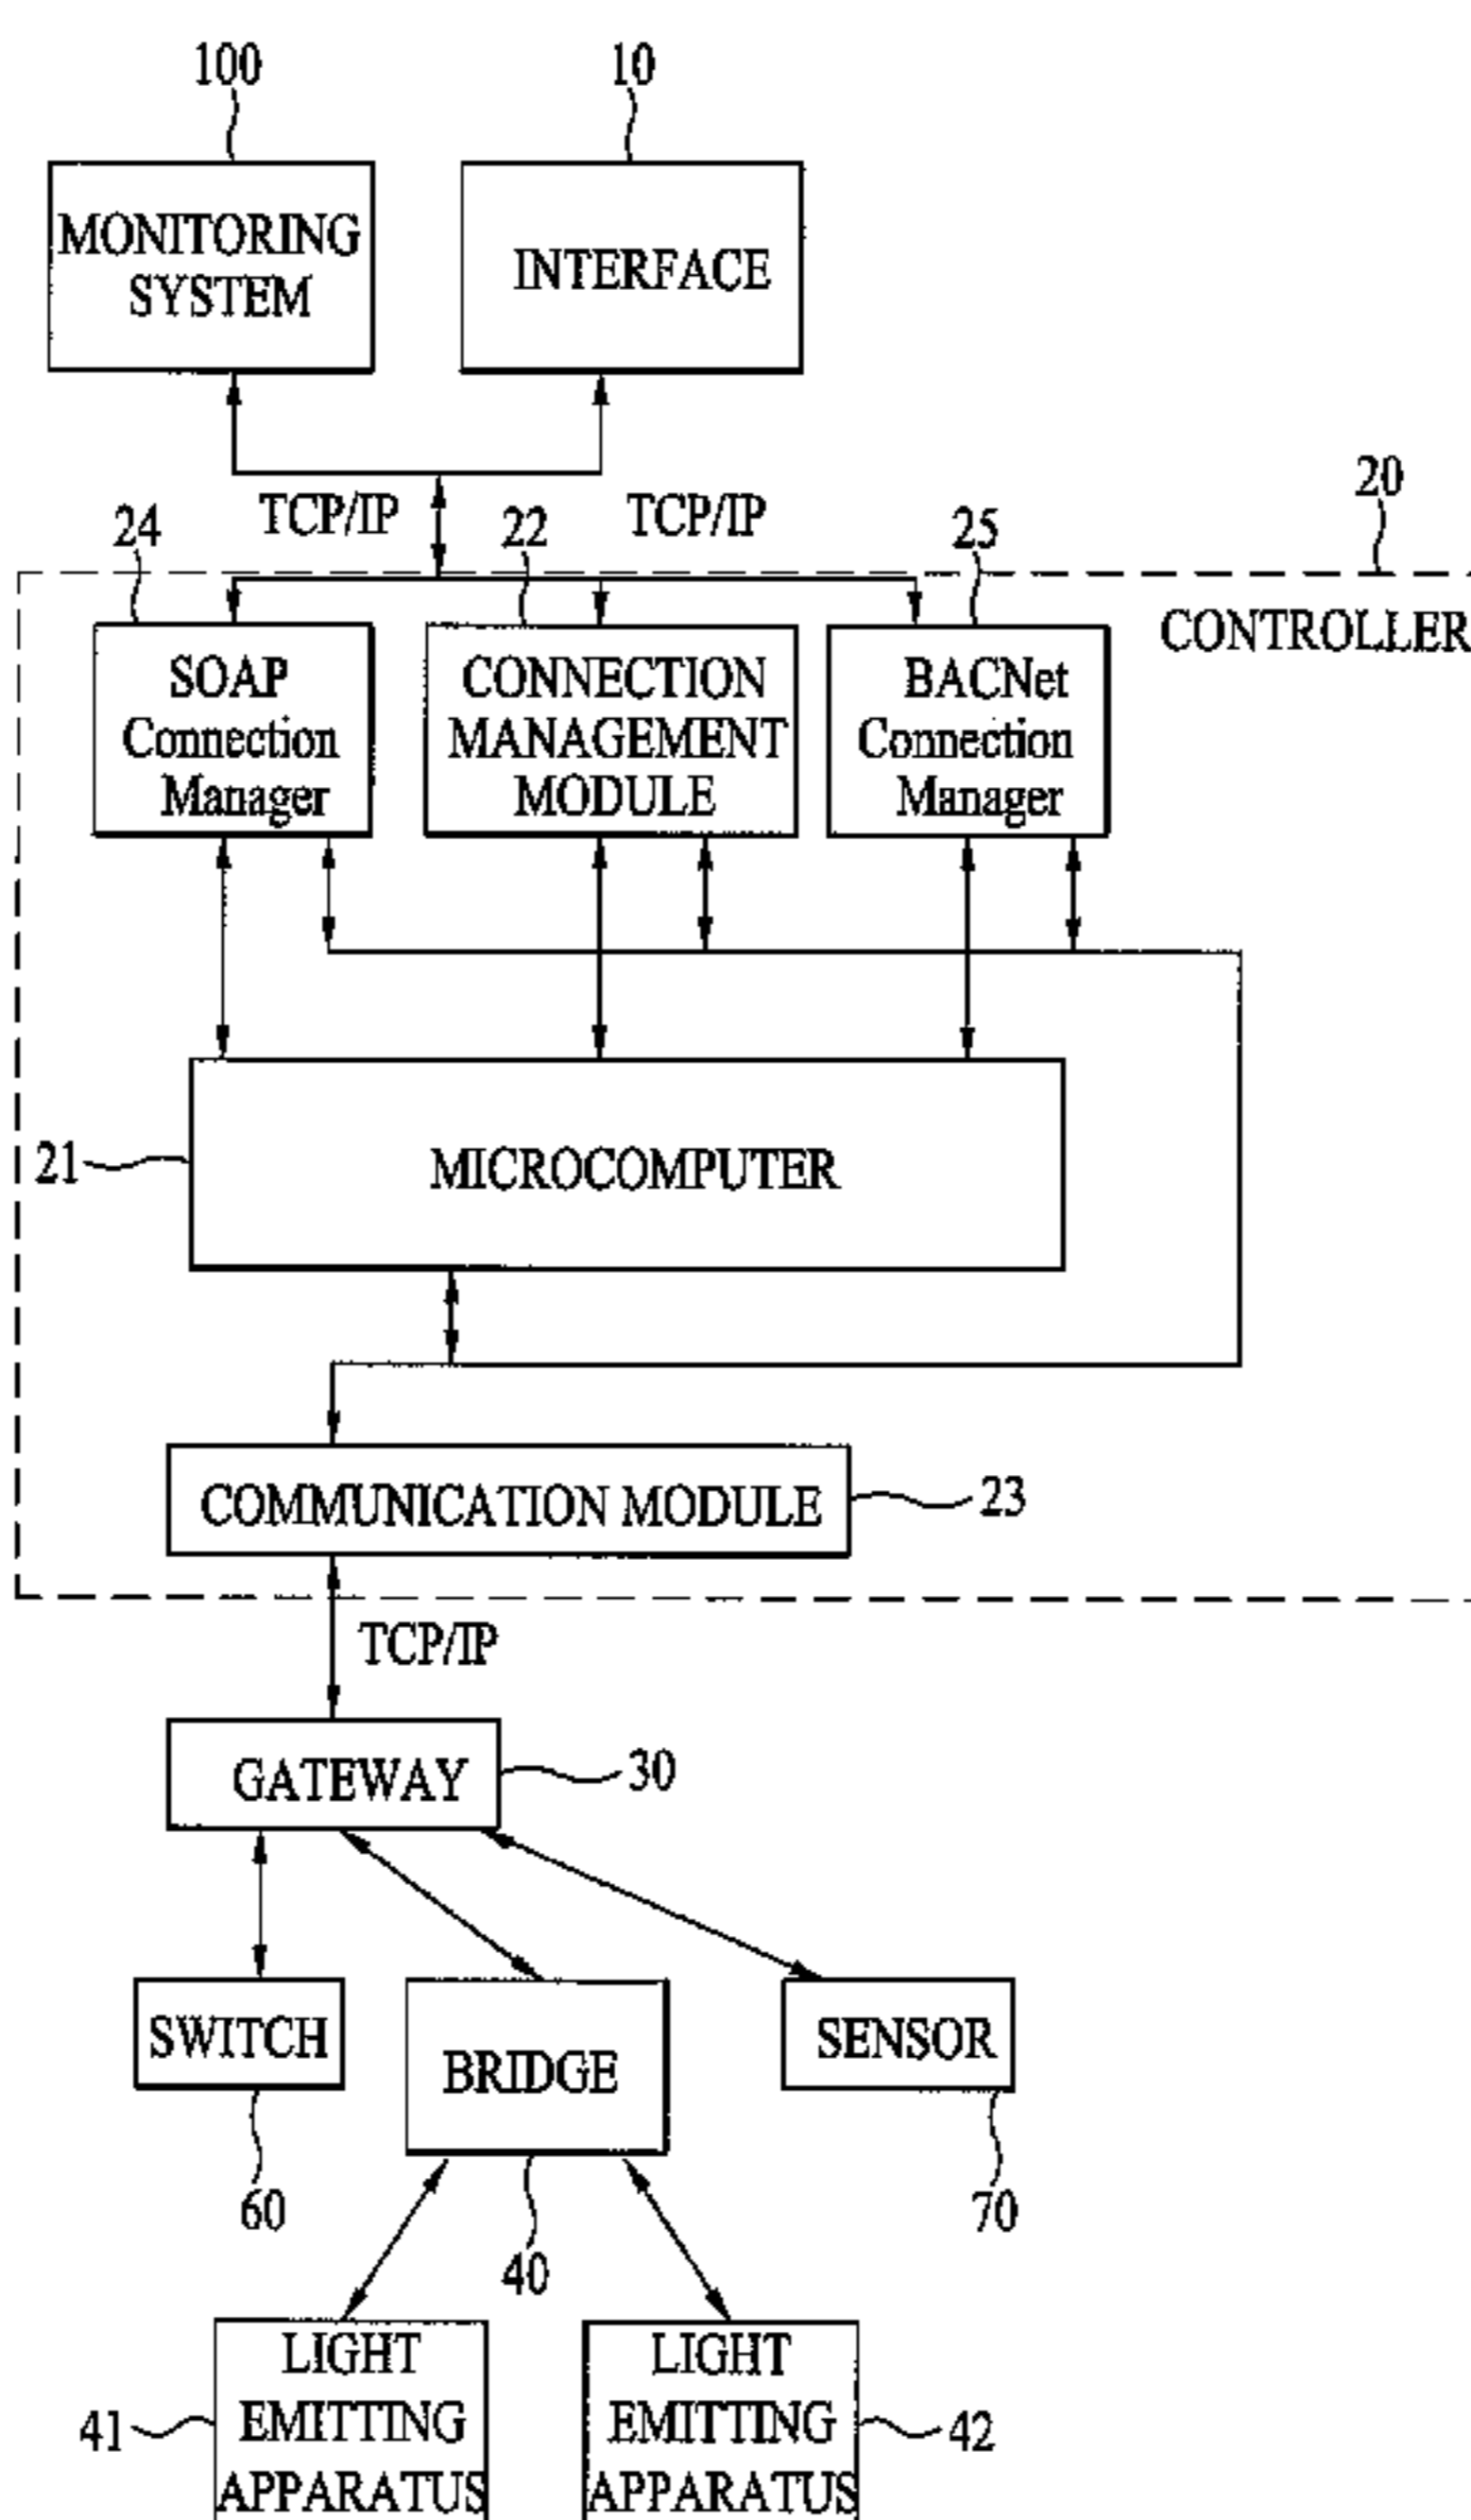 100
10
MONITORING
SYSTEM
INTERFACE
20
TCP/IP
TCP/IP
24
22
25
CONTROLLER
SOAP
Connection
Manager
CONNECTION
MANAGEMENT
MODULE
BACNet
Connection
Manager
21
MICROCOMPUTER
COMMUNICATION MODULE
23
TCP/IP
GATEWAY
30
SWITCH
BRIDGE
SENSOR
60
40
70
LIGHT
EMITTING
APPARATUS
41
LIGHT
EMITTING
APPARATUS
42